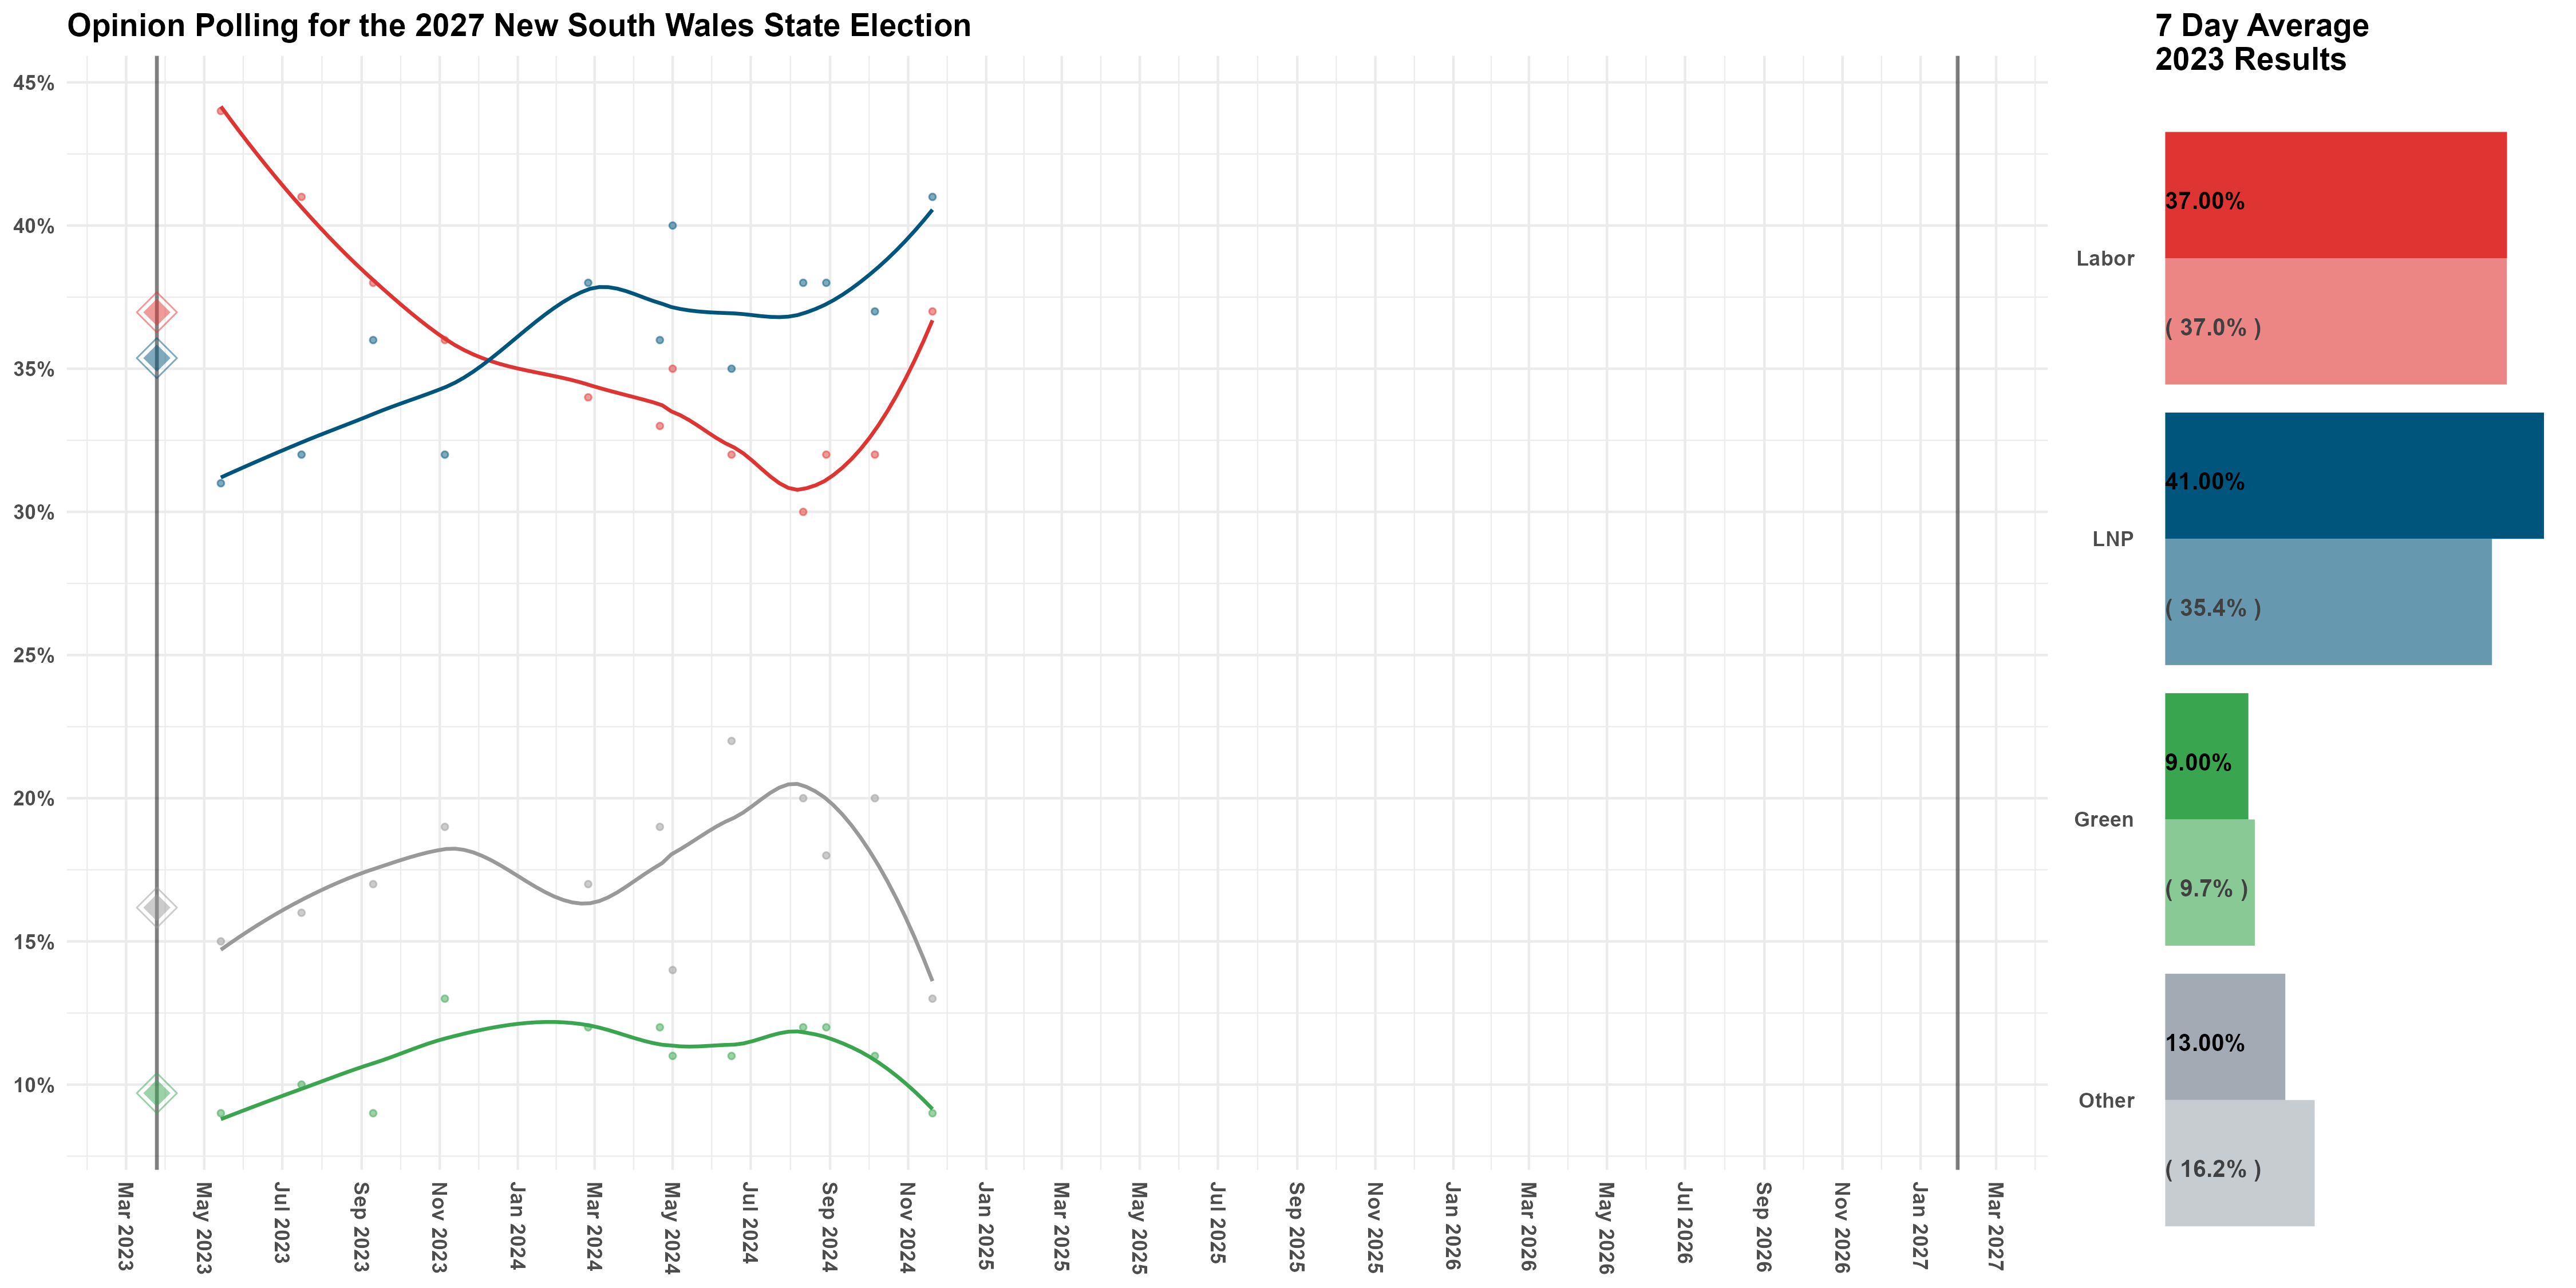 Opinion Polling for the 2027 New South Wales State Election
45%
40%
35%
30%
25%
20%
15%
10%
Mar 2023
May 2023
Jul 2023
Sep 2023
Nov 2023
Jan 2024
Mar 2024
May 2024
Jul 2024
Sep 2024
Nov 2024
Jan 2025
Mar 2025
May 2025
Jul 2025
Sep 2025
Nov 2025
Jan 2026
Mar 2026
May 2026
Jul 2026
Sep 2026
Nov 2026
Jan 2027
Mar 2027
7 Day Average
2023 Results
Labor
37.00%
( 37.0% )
LNP
41.00%
( 35.4% )
Green
9.00%
( 9.7% )
Other
13.00%
( 16.2% )